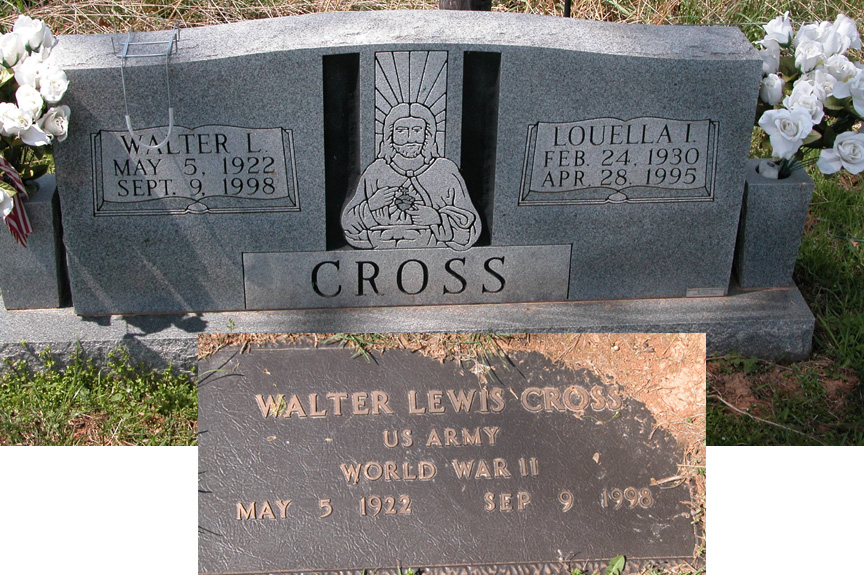 WALTER L.
MAY 5, 1922
SEPT. 9, 1998
LOUELLA I.
FEB. 24, 1930
APR. 28, 1995
CROSS
WALTER LEWIS CROSS
US ARMY
WORLD WAR II
MAY 5 1922 SEP 9 1998